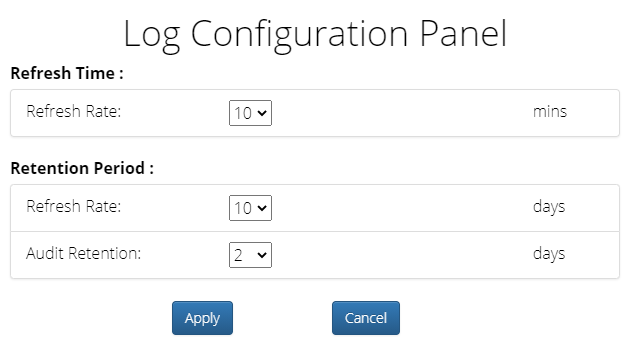 Log Configuration Panel
Refresh Time :
Refresh Rate: 10 mins
Retention Period :
Refresh Rate: 10 days
Audit Retention: 2 days
Apply Cancel